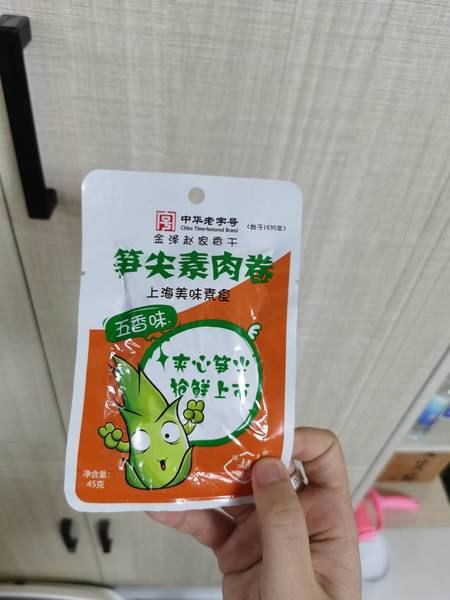 中华老字号
China Time-honored Brand
(始于1915年)
金泽赵家香干
笋尖素肉卷
上海美味素食
五香味
夹心笋尖
抢鲜上市
净含量:
45克